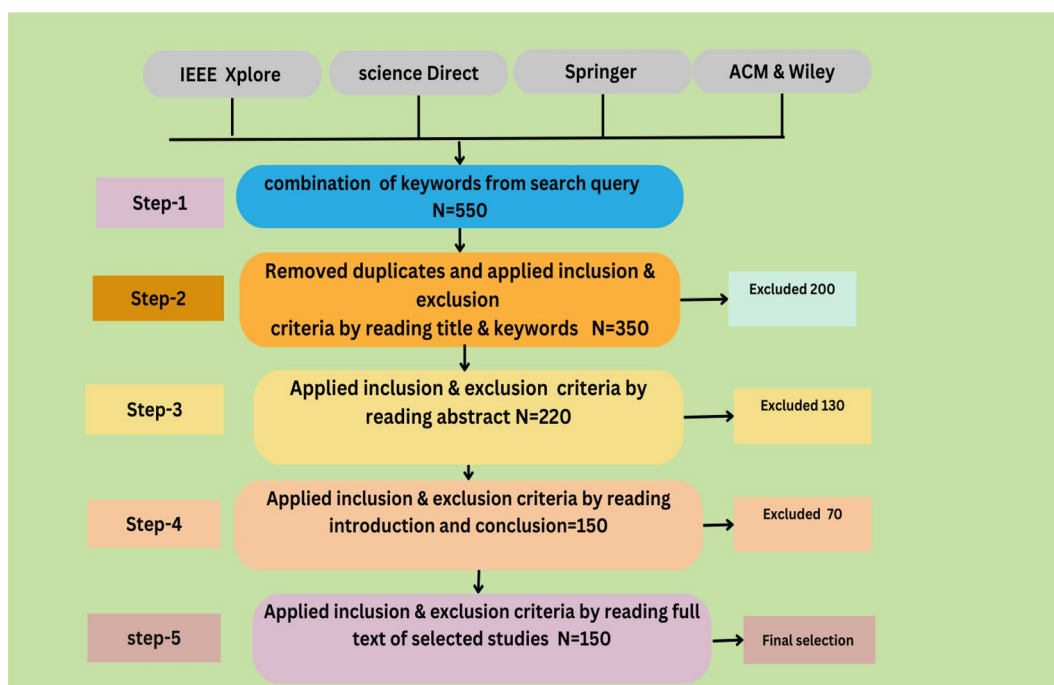 IEEE Xplore
science Direct
Springer
ACM & Wiley
Step-1
combination of keywords from search query
N=550
Step-2
Removed duplicates and applied inclusion &
exclusion
criteria by reading title & keywords N=350
Excluded 200
Step-3
Applied inclusion & exclusion criteria by
reading abstract N=220
Excluded 130
Step-4
Applied inclusion & exclusion criteria by reading
introduction and conclusion=150
Excluded 70
step-5
Applied inclusion & exclusion criteria by reading full
text of selected studies N=150
Final selection